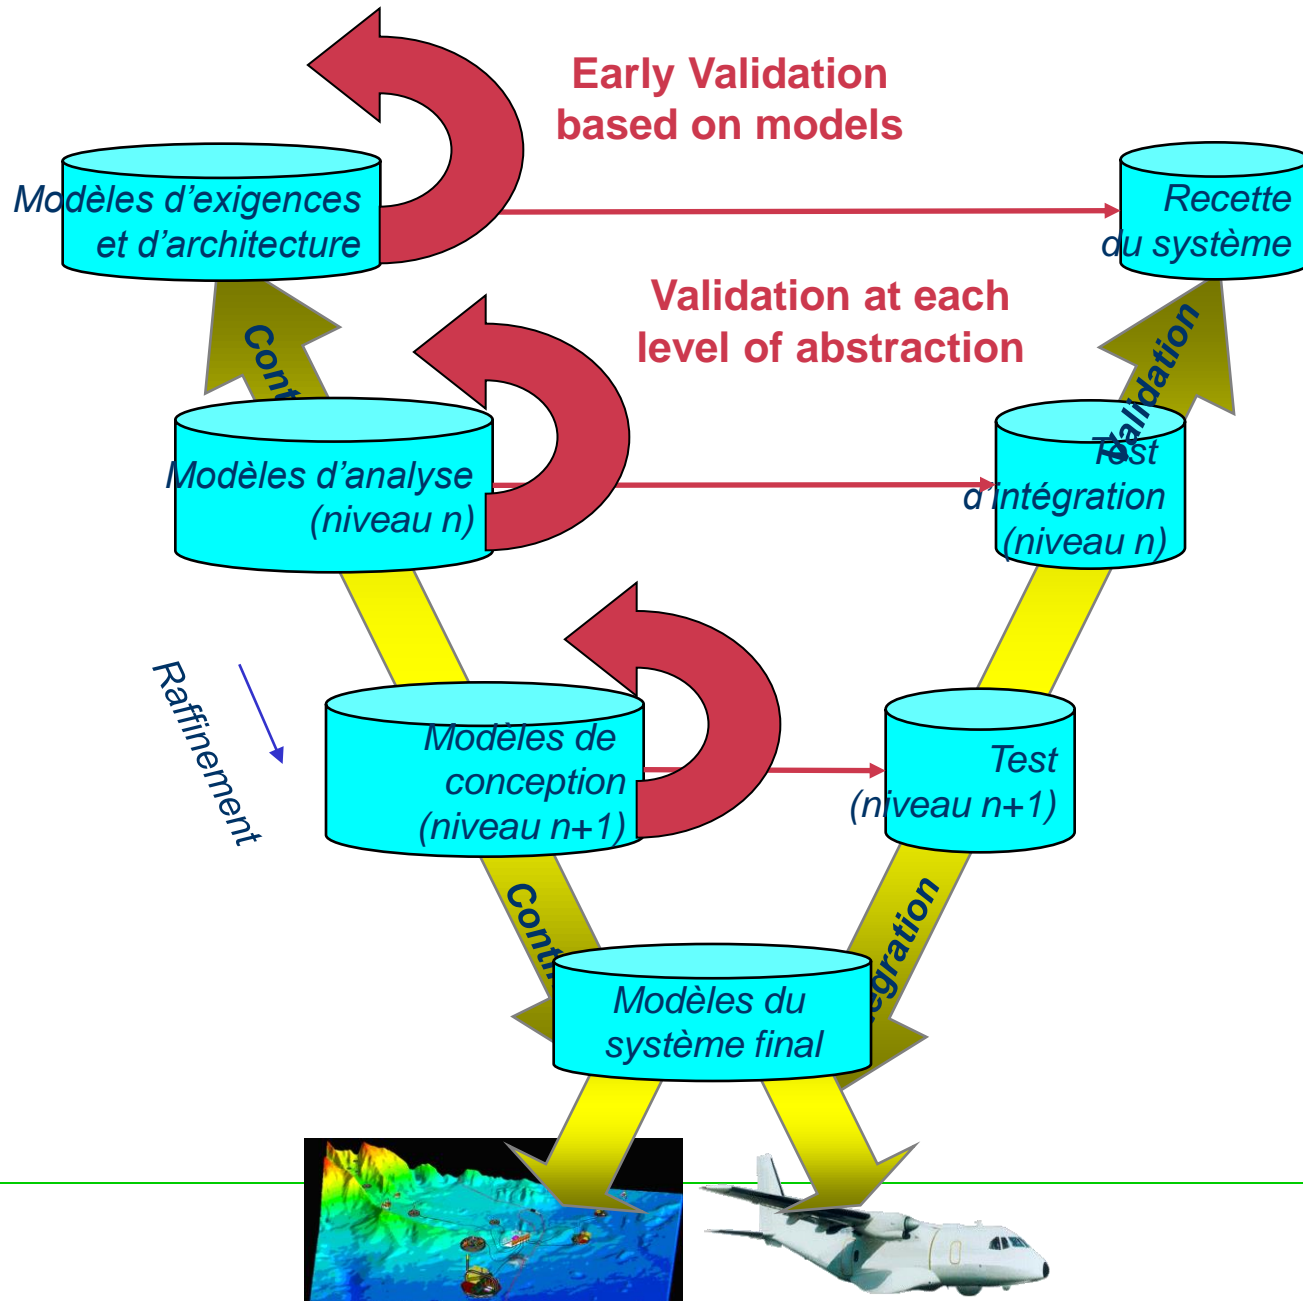 Early Validation
based on models
Modèles d'exigences
et d'architecture
Recette
du système
Validation at each
level of abstraction
Validation
Modèles d'analyse
(niveau n)
Test
d'intégration
(niveau n)
Raffinement
Modèles de
conception
(niveau n+1)
Test
(niveau n+1)
Modèles du
système final